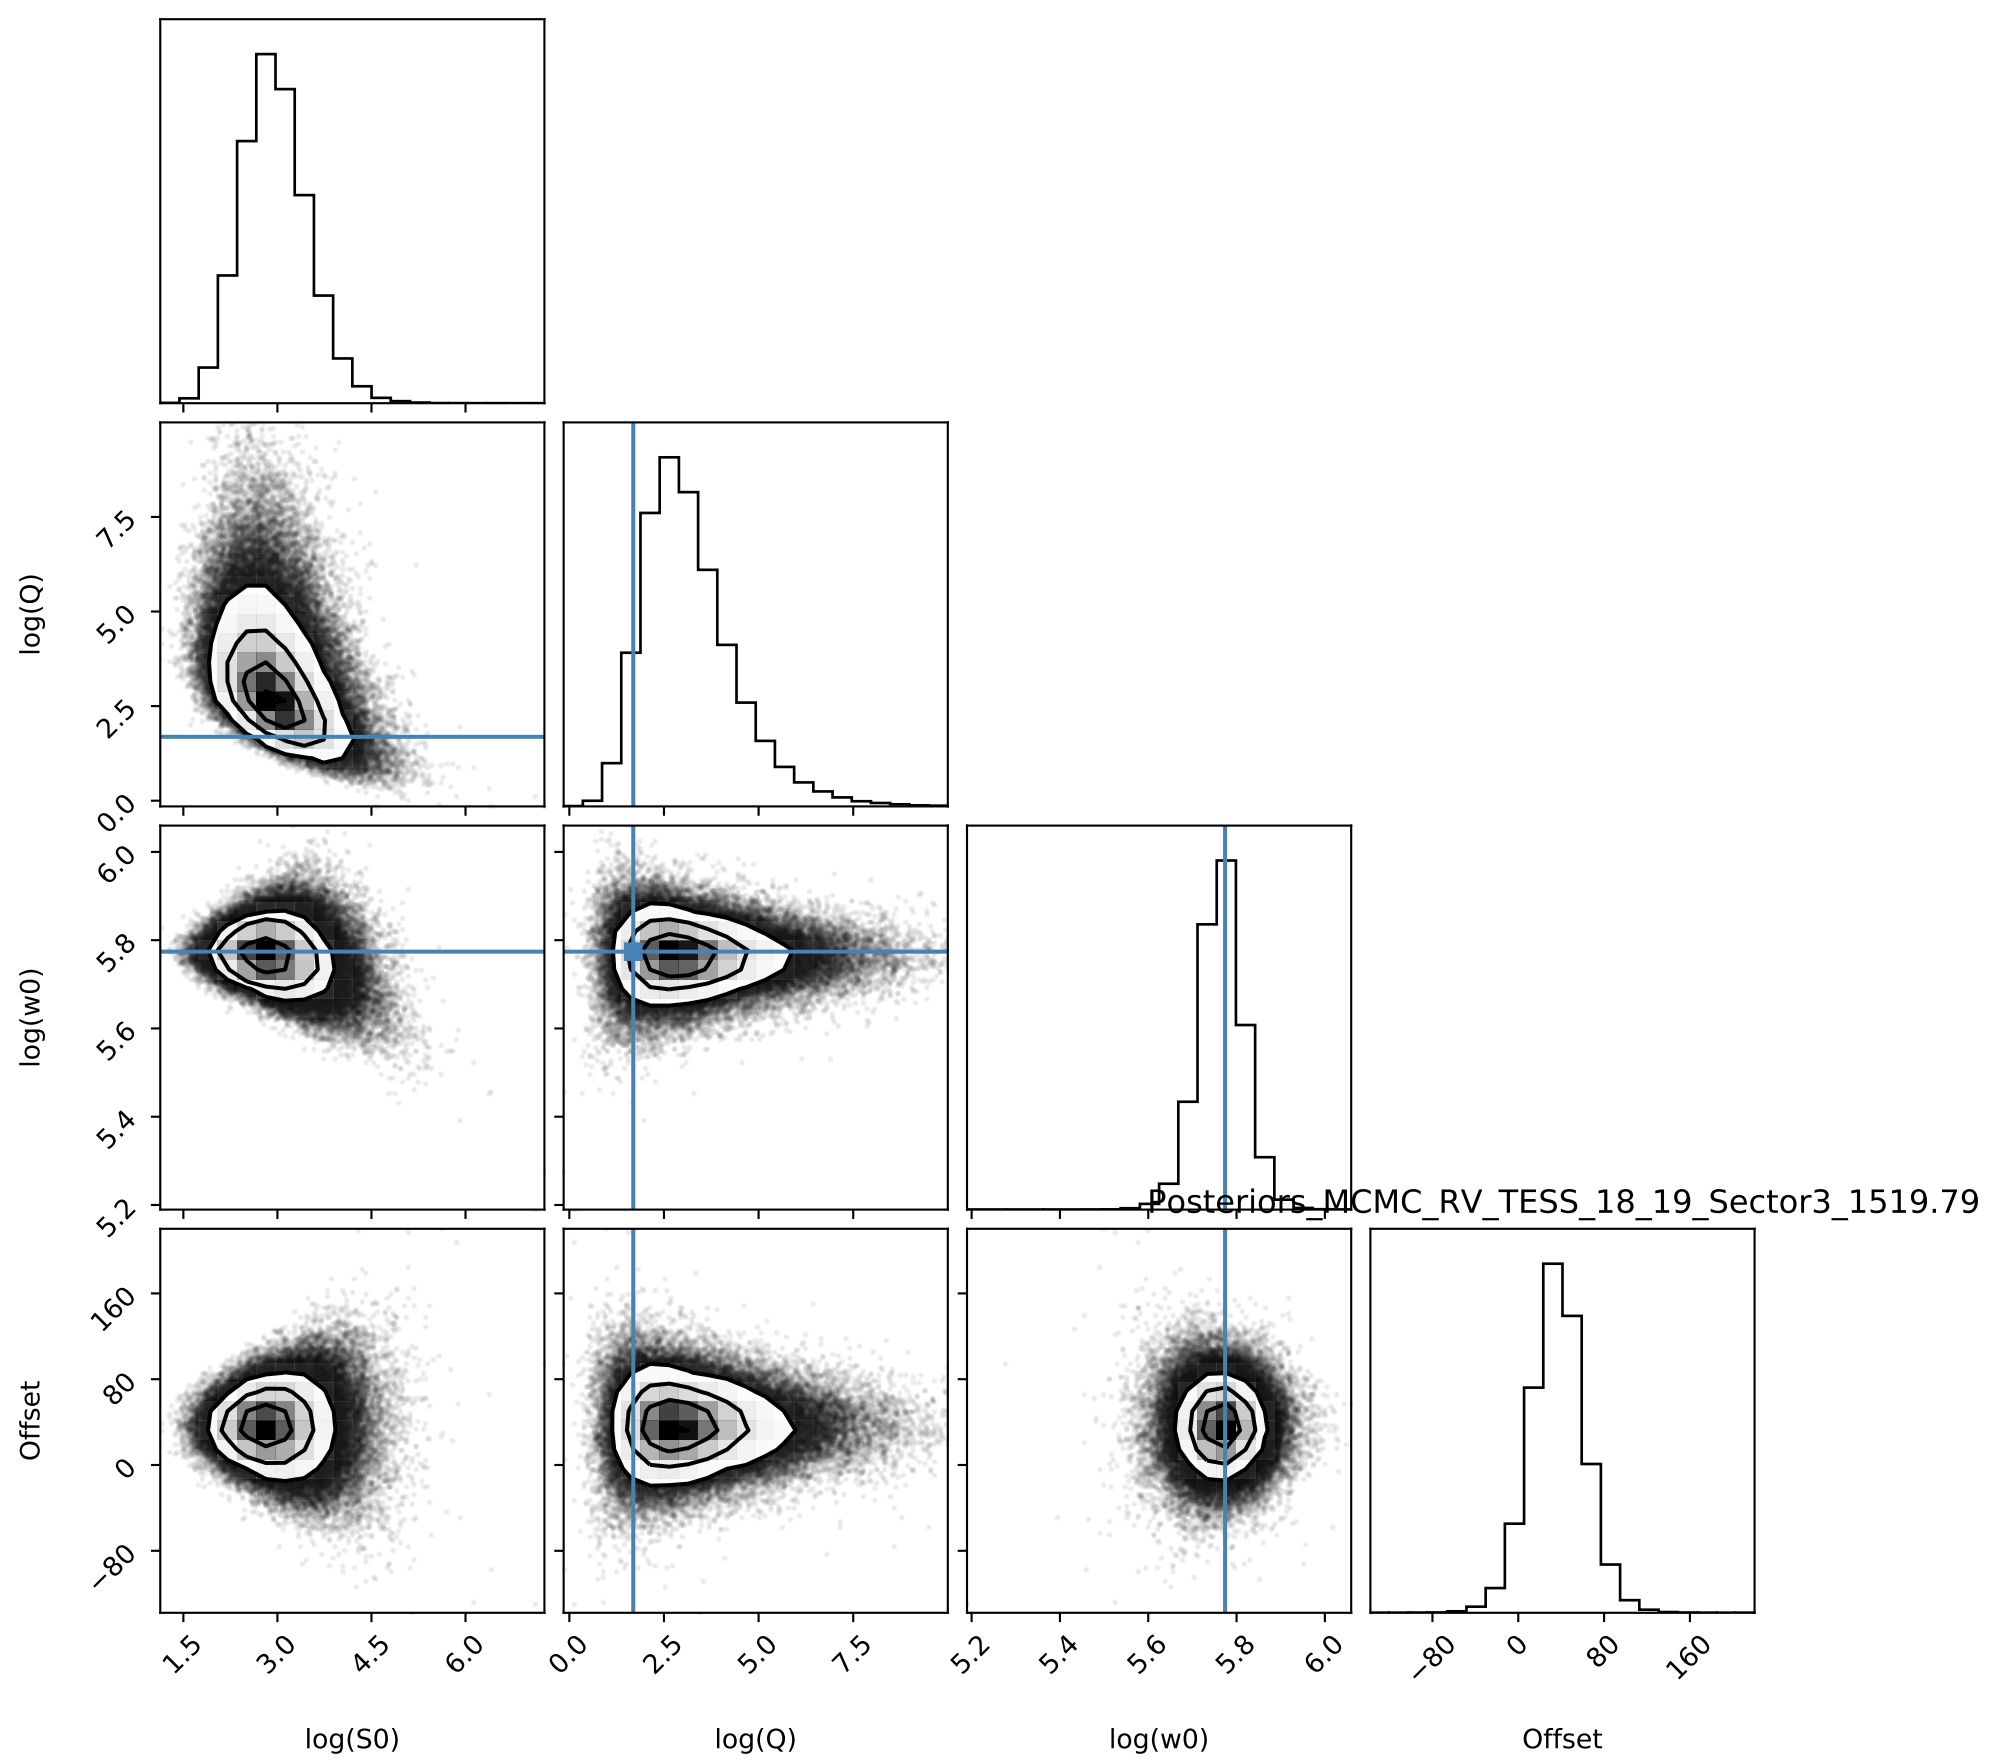 7.5
5.0
2.5
0.0
log(Q)
6.0
5.8
5.6
5.4
5.2
log(w0)
Posteriors_MCMC_RV_TESS_18_19_Sector3_1519.79
160
80
0
−80
Offset
1.5 3.0 4.5 6.0 0.0 2.5 5.0 7.5 5.2 5.4 5.6 5.8 6.0 −80 0 80 160
log(S0) log(Q) log(w0) Offset